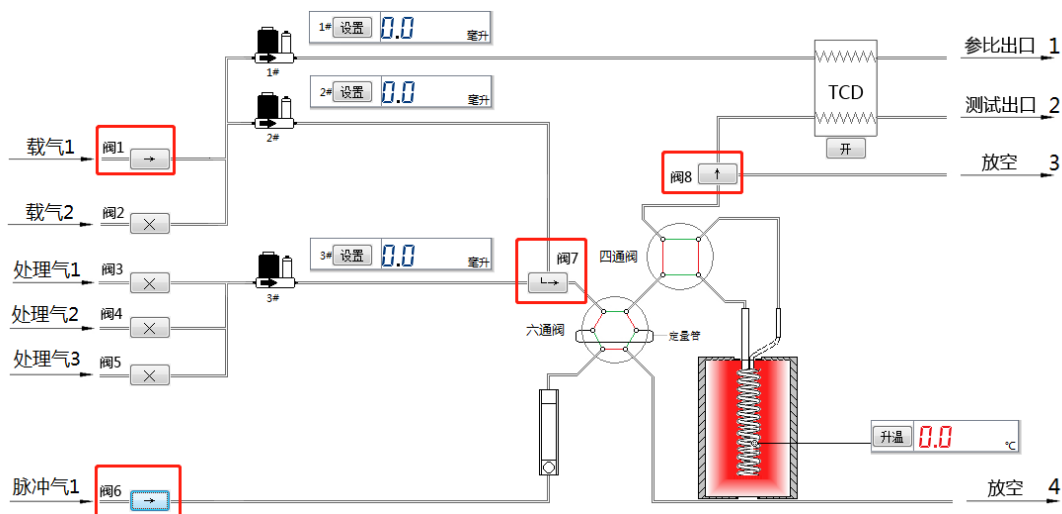 1# 设置 0.0 毫升
1#
参比出口 1
2# 设置 0.0 毫升
2#
TCD
测试出口 2
开
载气1 阀1 →
阀8 ↑
放空 3
载气2 阀2 ×
3# 设置 0.0 毫升
3#
阀7
四通阀
处理气1 阀3 ×
处理气2 阀4 ×
六通阀
定量管
处理气3 阀5 ×
升温 0.0 ℃
脉冲气1 阀6 →
放空 4